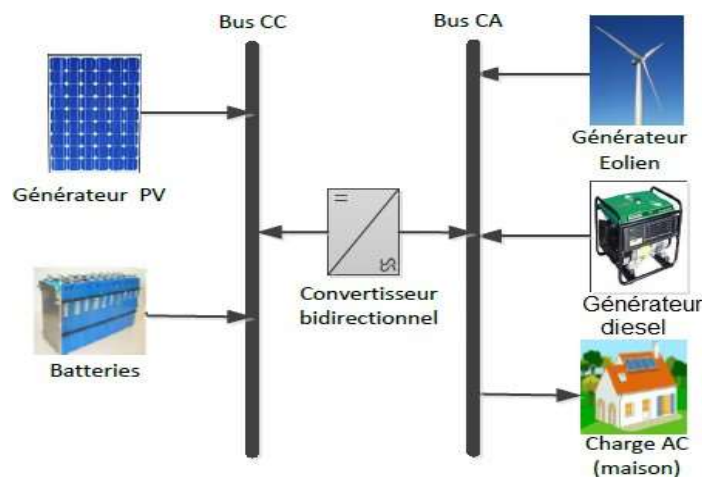 Bus CC
Bus CA
Générateur PV
Générateur
Eolien
Convertisseur
bidirectionnel
Générateur
diesel
Batteries
Charge AC
(maison)